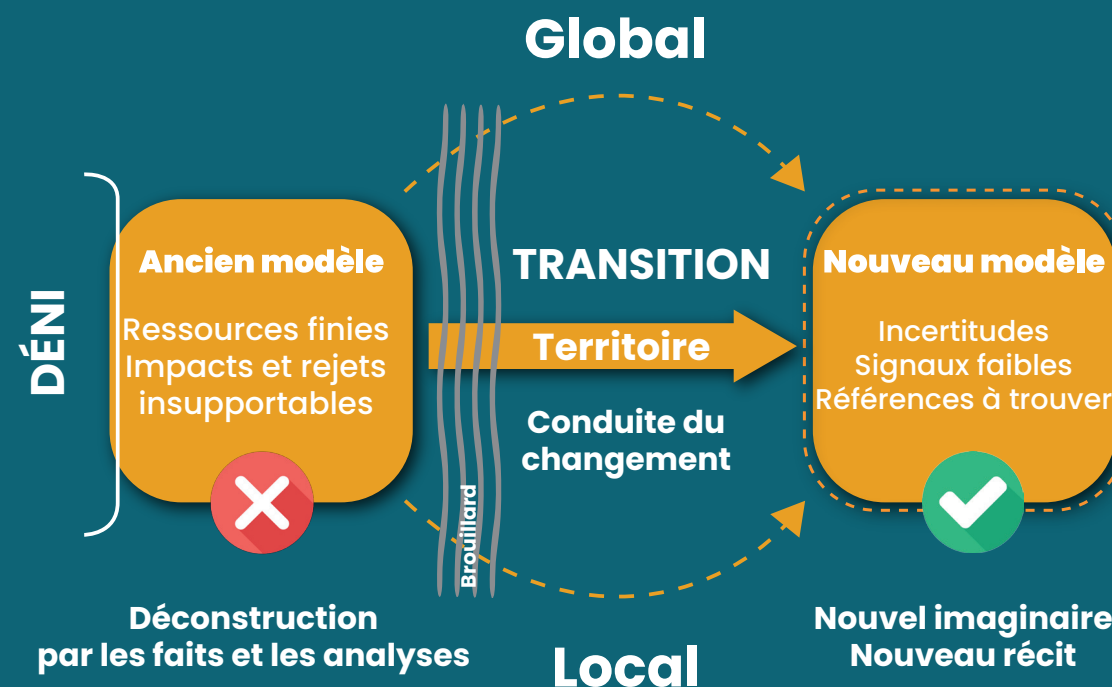 Global
DÉNI
Ancien modèle
Ressources finies
Impacts et rejets
insupportables
Déconstruction
par les faits et les analyses
Brouillard
TRANSITION
Territoire
Conduite du
changement
Local
Nouveau modèle
Incertitudes
Signaux faibles
Références à trouver
Nouvel imaginaire
Nouveau récit